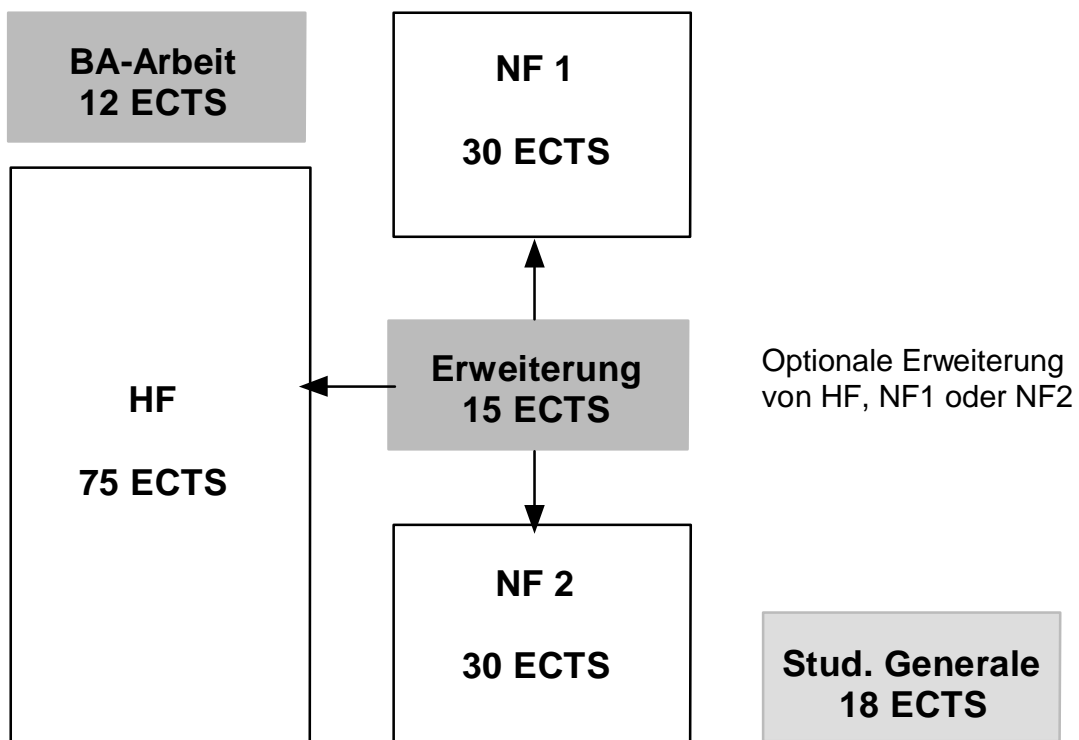 BA-Arbeit
12 ECTS
NF 1
30 ECTS
HF
75 ECTS
Erweiterung
15 ECTS
Optionale Erweiterung
von HF, NF1 oder NF2
NF 2
30 ECTS
Stud. Generale
18 ECTS